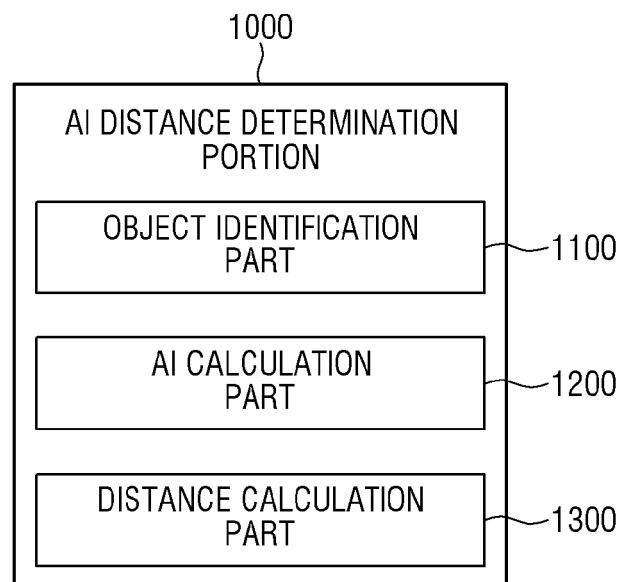 1000
AI DISTANCE DETERMINATION
PORTION
OBJECT IDENTIFICATION
PART
1100
AI CALCULATION
PART
1200
DISTANCE CALCULATION
PART
1300